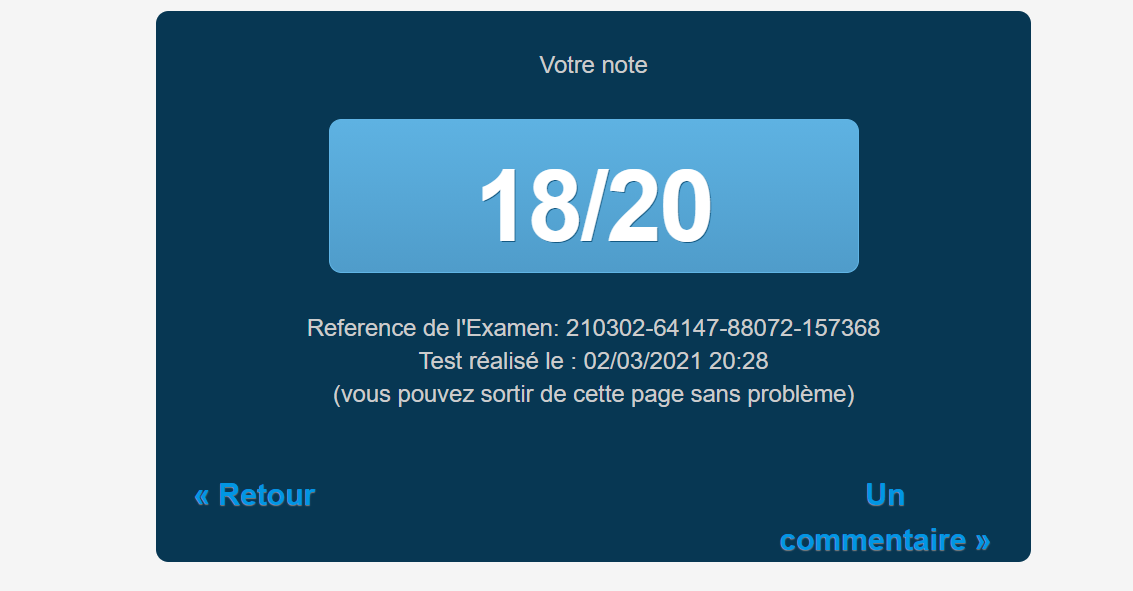 Votre note
18/20
Reference de l'Examen: 210302-64147-88072-157368
Test réalisé le : 02/03/2021 20:28
(vous pouvez sortir de cette page sans problème)
« Retour
Un
commentaire »